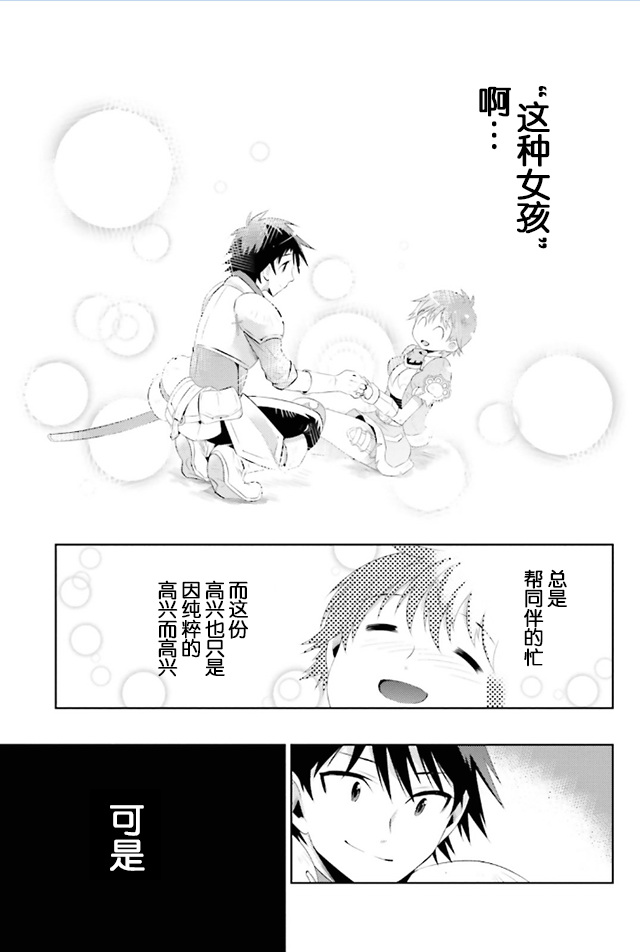 “这种女孩”
啊…
总是
帮同伴的忙
而这份
高兴也只是
因纯粹的
高兴而高兴
可是